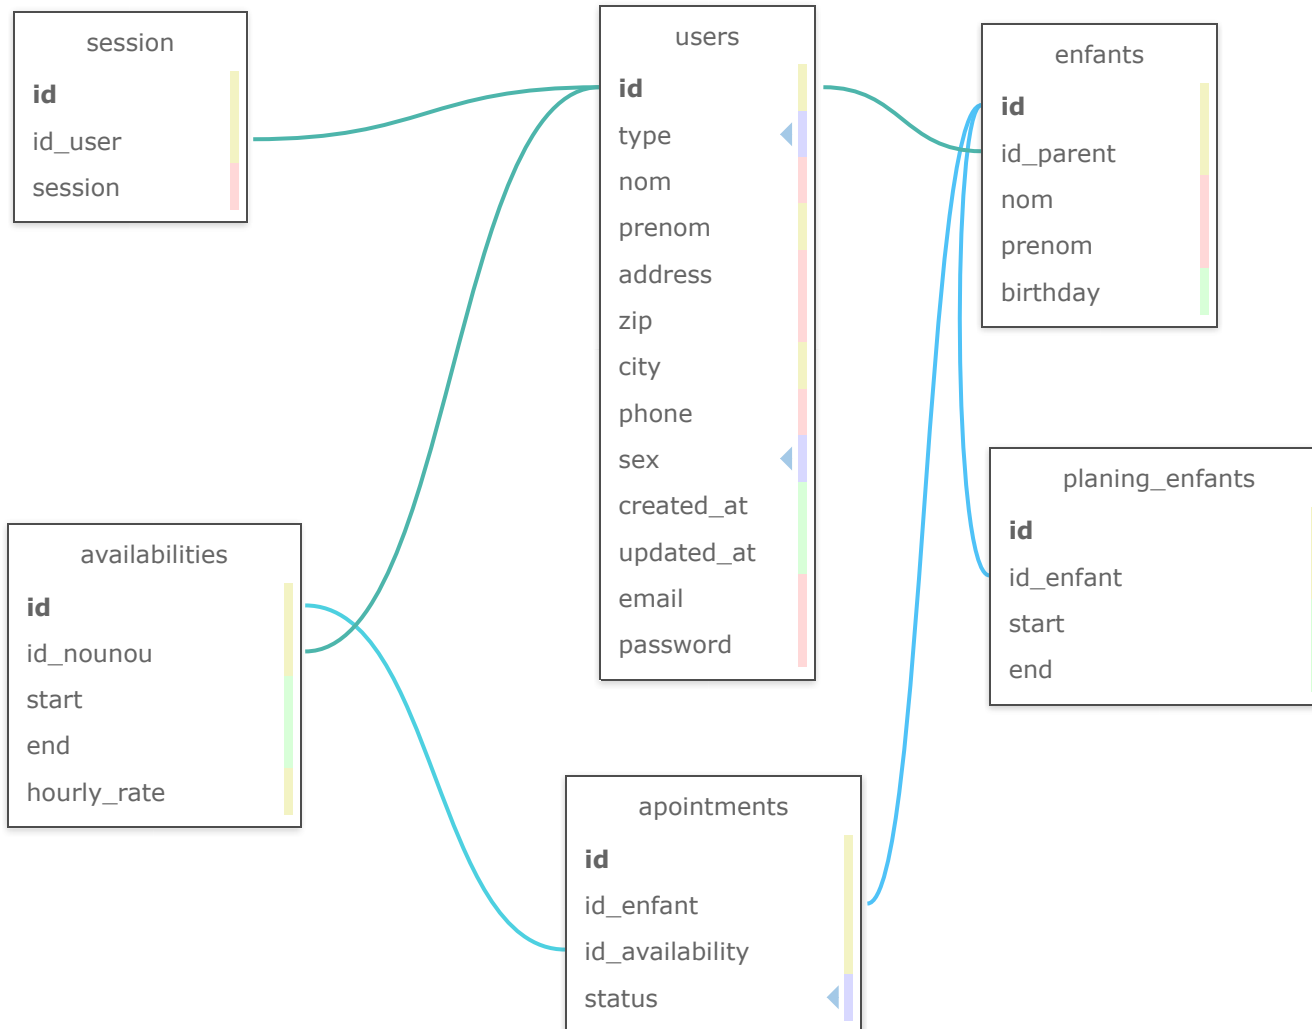 session
id
id_user
session
users
id
type
nom
prenom
address
zip
city
phone
sex
created_at
updated_at
email
password
enfants
id
id_parent
nom
prenom
birthday
planing_enfants
id
id_enfant
start
end
availabilities
id
id_nounou
start
end
hourly_rate
apointments
id
id_enfant
id_availability
status